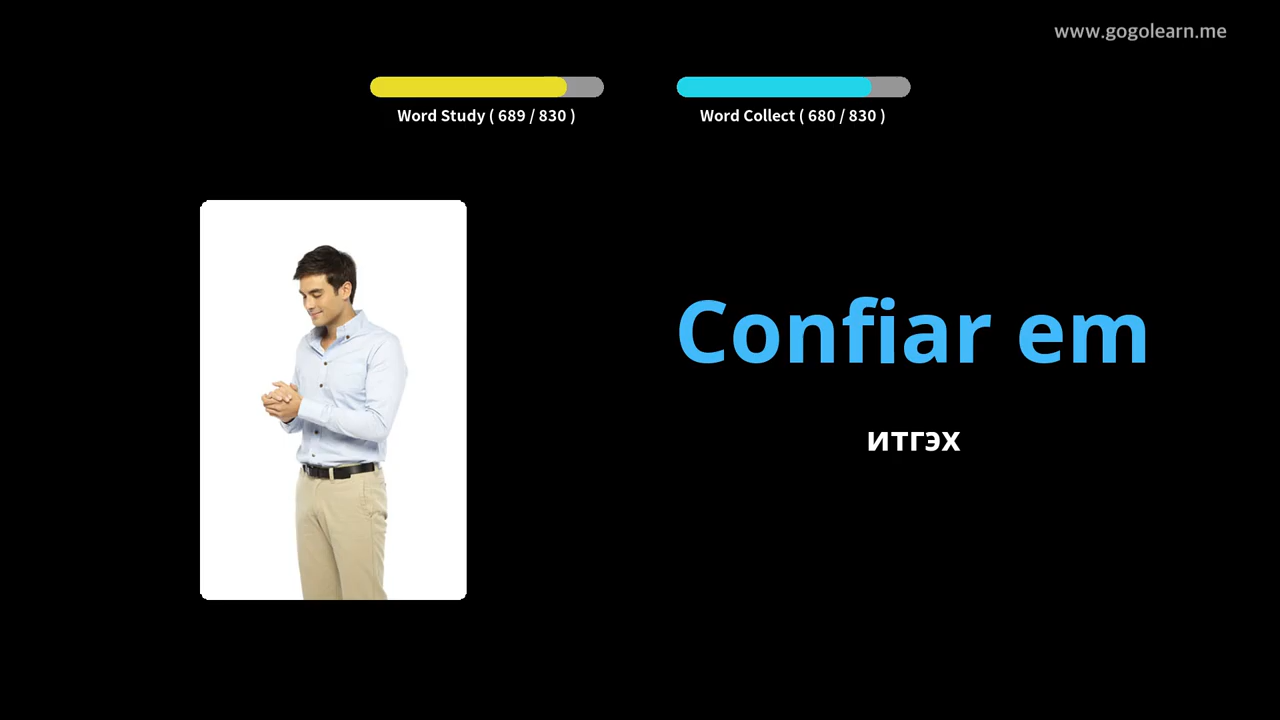 www.gogolearn.me
Word Study ( 689 / 830 )
Word Collect ( 680 / 830 )
Confiar em
итгэх